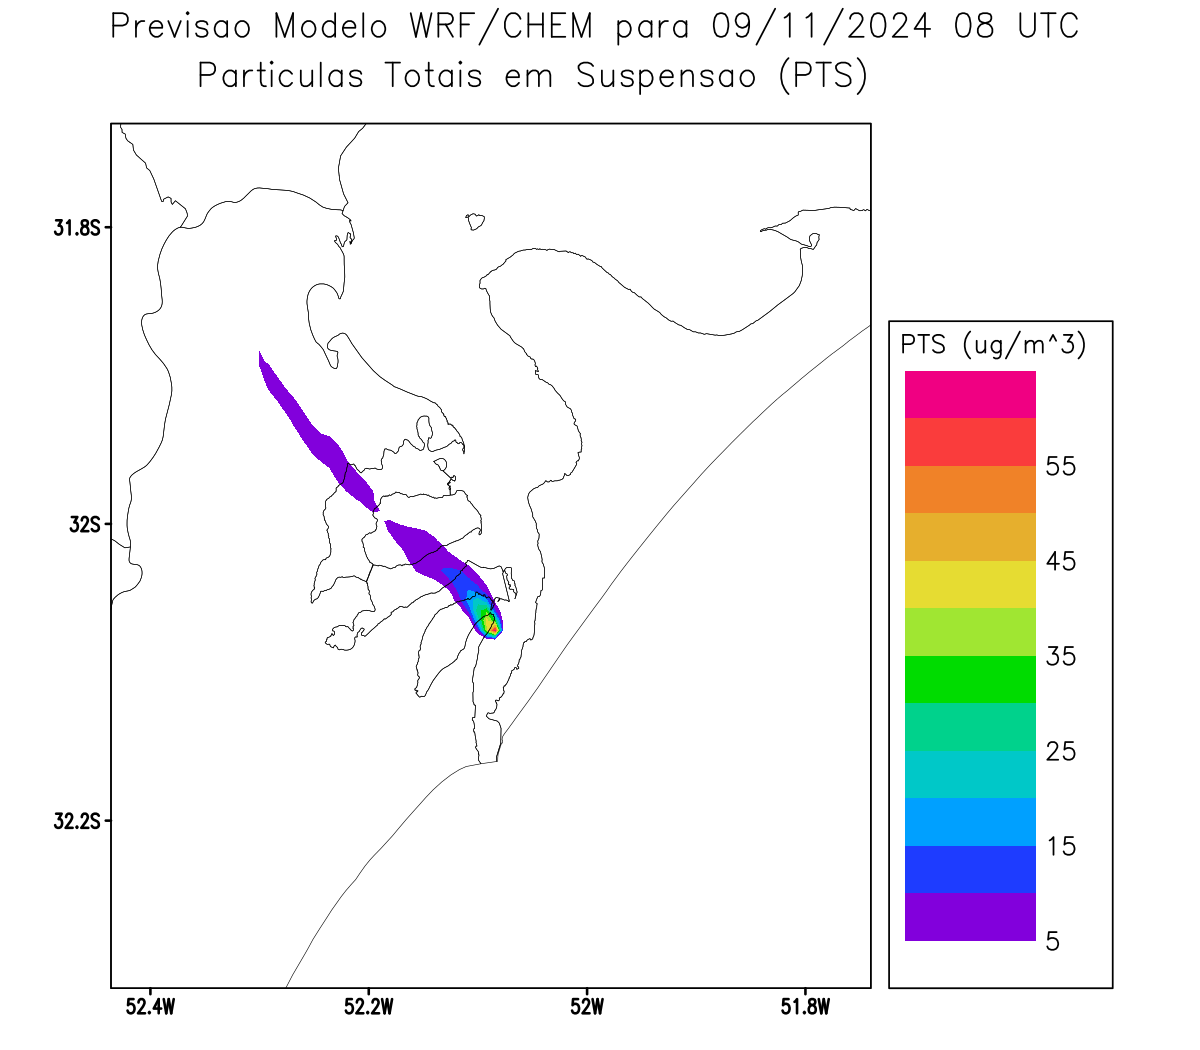 Previsao Modelo WRF/CHEM para 09/11/2024 08 UTC
Particulas Totais em Suspensao (PTS)
31.8S
32S
32.2S
52.4W
52.2W
52W
51.8W
PTS (ug/m^3)
55
45
35
25
15
5